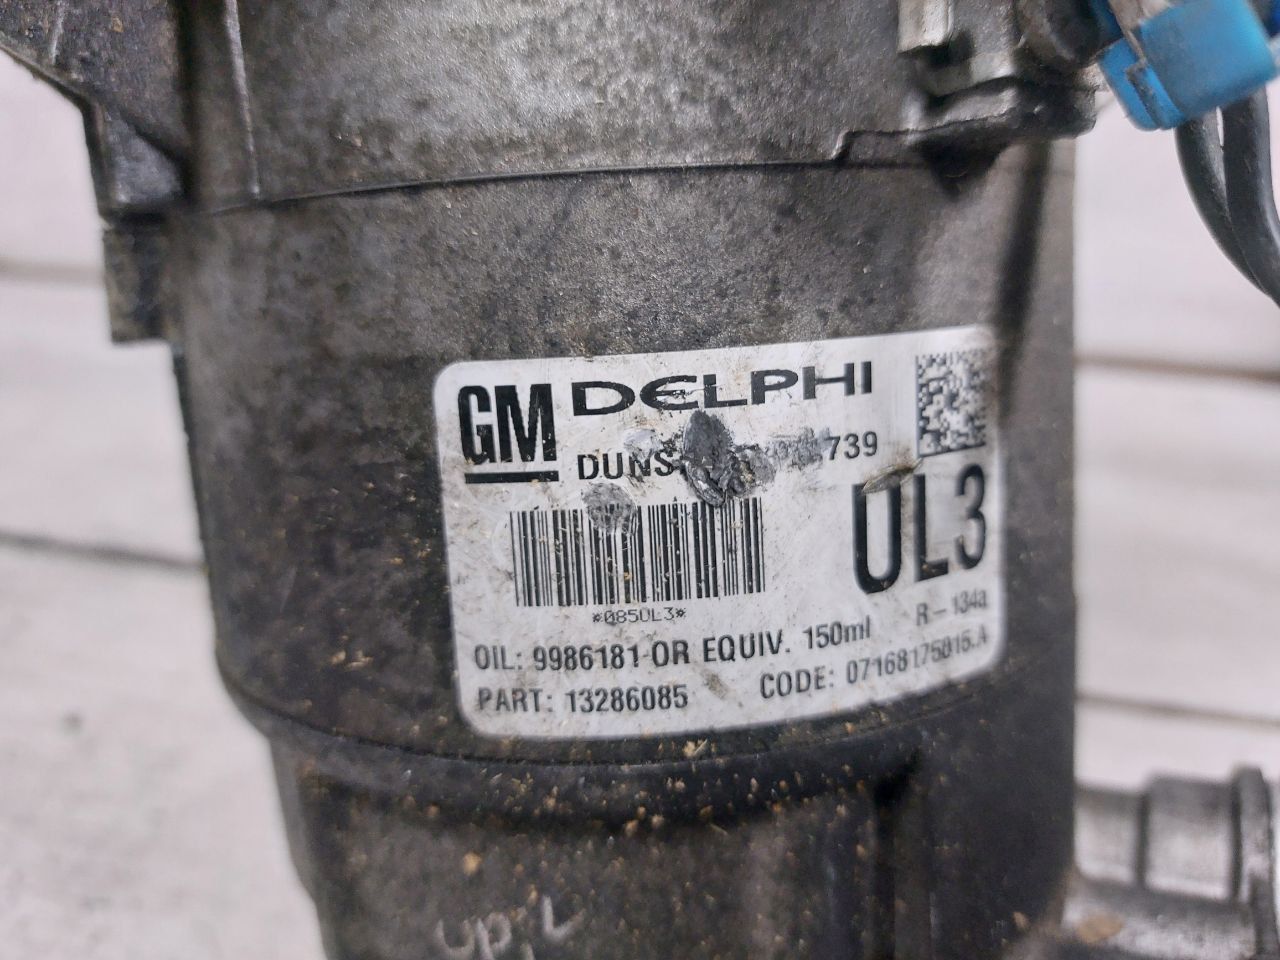 GM DELPHI
DUNS 739
UL3
*085UL3*
R-134a
OIL: 9986181 OR EQUIV. 150ml
PART: 13286085 CODE: 07168175015.A